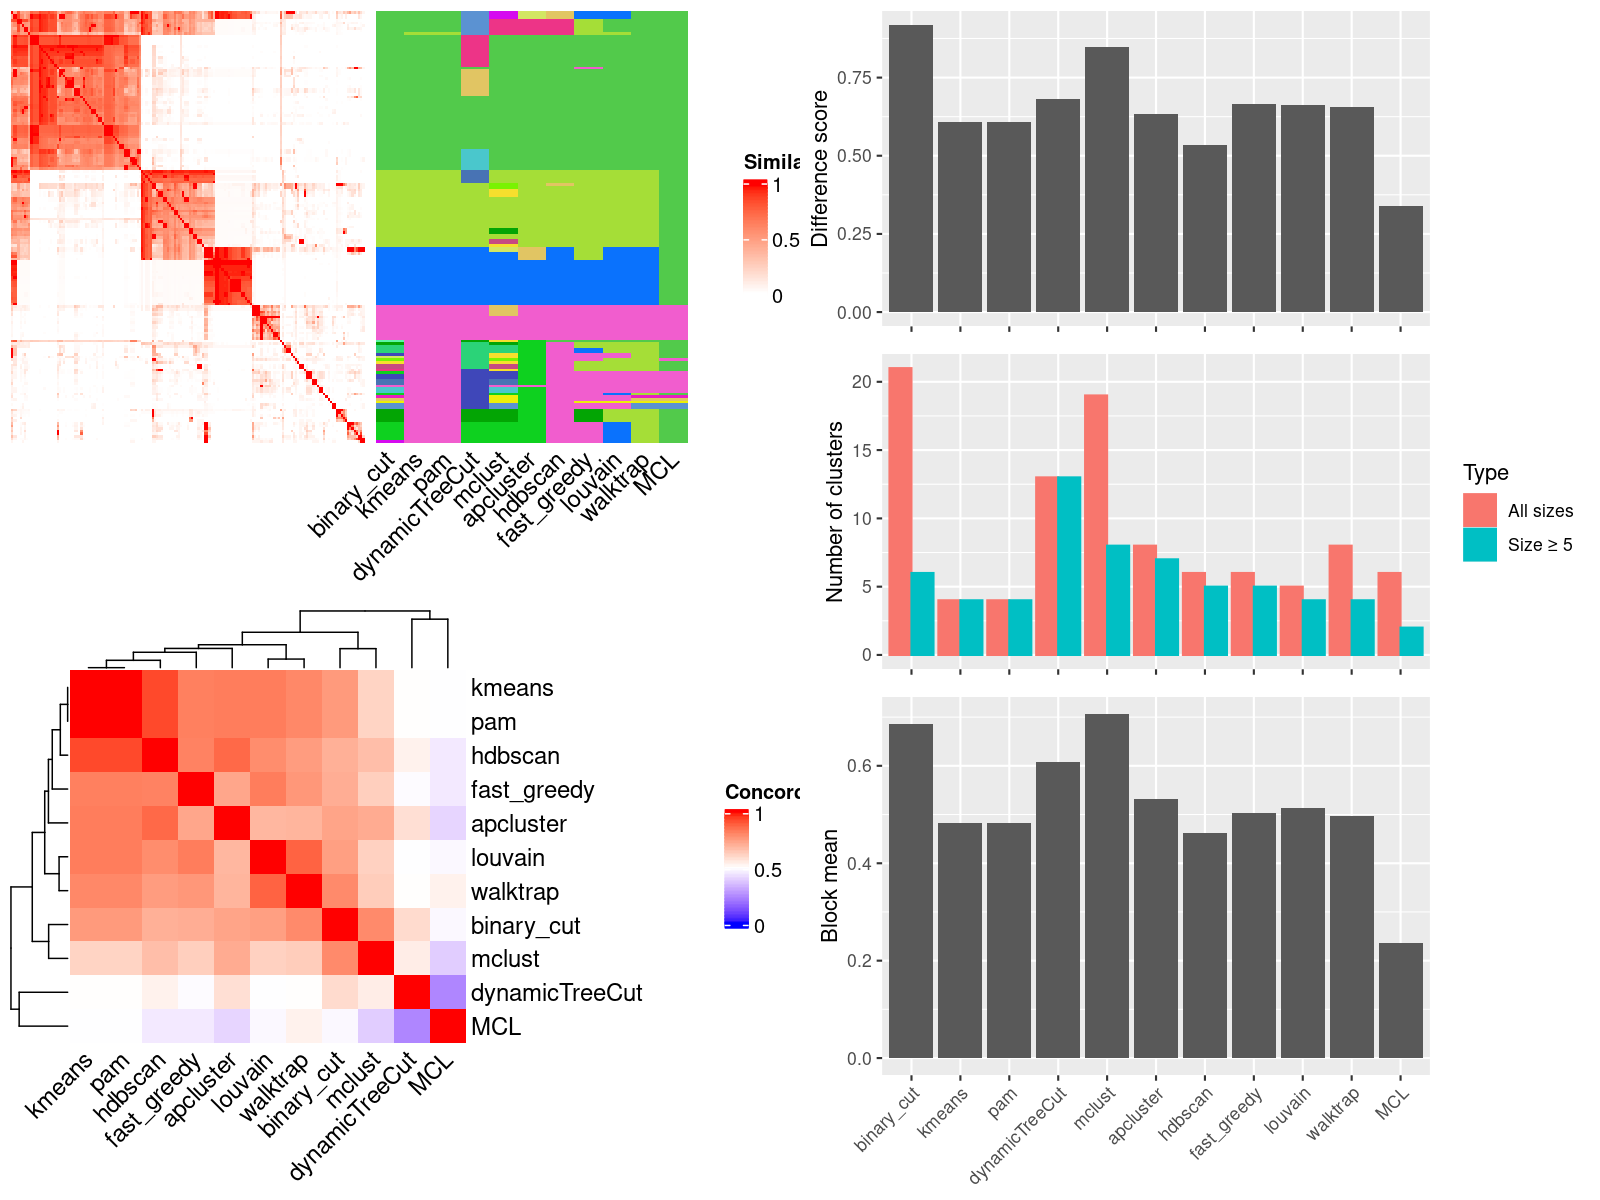 Simila
1
0.5
0
binary_cut
kmeans
pam
dynamicTreeCut
mclust
apcluster
hdbscan
fast_greedy
louvain
walktrap
MCL
kmeans
pam
hdbscan
fast_greedy
apcluster
louvain
walktrap
binary_cut
mclust
dynamicTreeCut
MCL
kmeans
pam
hdbscan
fast_greedy
apcluster
louvain
walktrap
binary_cut
mclust
dynamicTreeCut
MCL
Concord
1
0.5
0
Difference score
0.75
0.50
0.25
0.00
Number of clusters
20
15
10
5
0
Type
All sizes
Size ≥ 5
Block mean
0.6
0.4
0.2
0.0
binary_cut
kmeans
pam
dynamicTreeCut
mclust
apcluster
hdbscan
fast_greedy
louvain
walktrap
MCL